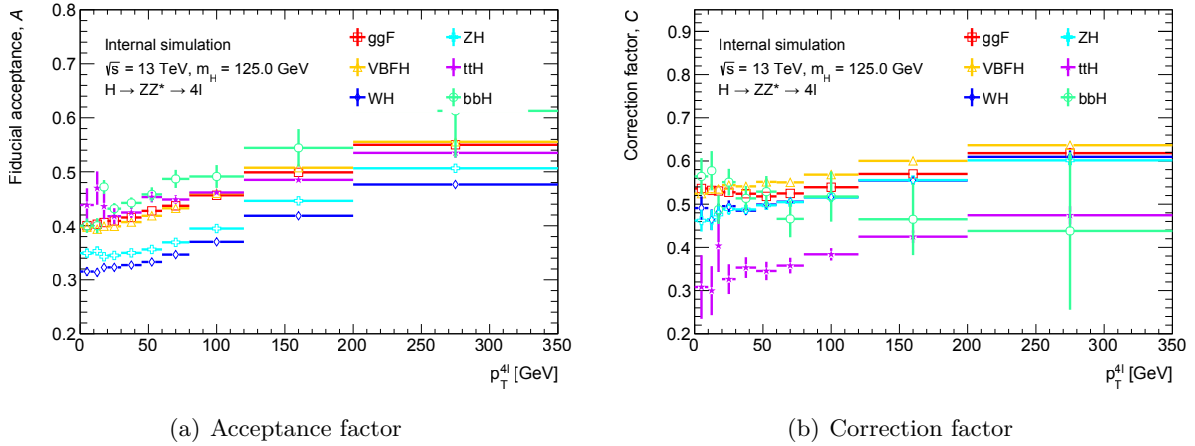 Fiducial acceptance, A
0.8
0.7
0.6
0.5
0.4
0.3
0.2
Internal simulation
√s = 13 TeV, m_H = 125.0 GeV
H → ZZ* → 4l
ggF
VBFH
WH
ZH
ttH
bbH
0 50 100 150 200 250 300 350
p_T^4l [GeV]
(a) Acceptance factor
Correction factor, C
0.9
0.8
0.7
0.6
0.5
0.4
0.3
0.2
Internal simulation
√s = 13 TeV, m_H = 125.0 GeV
H → ZZ* → 4l
ggF
VBFH
WH
ZH
ttH
bbH
0 50 100 150 200 250 300 350
p_T^4l [GeV]
(b) Correction factor